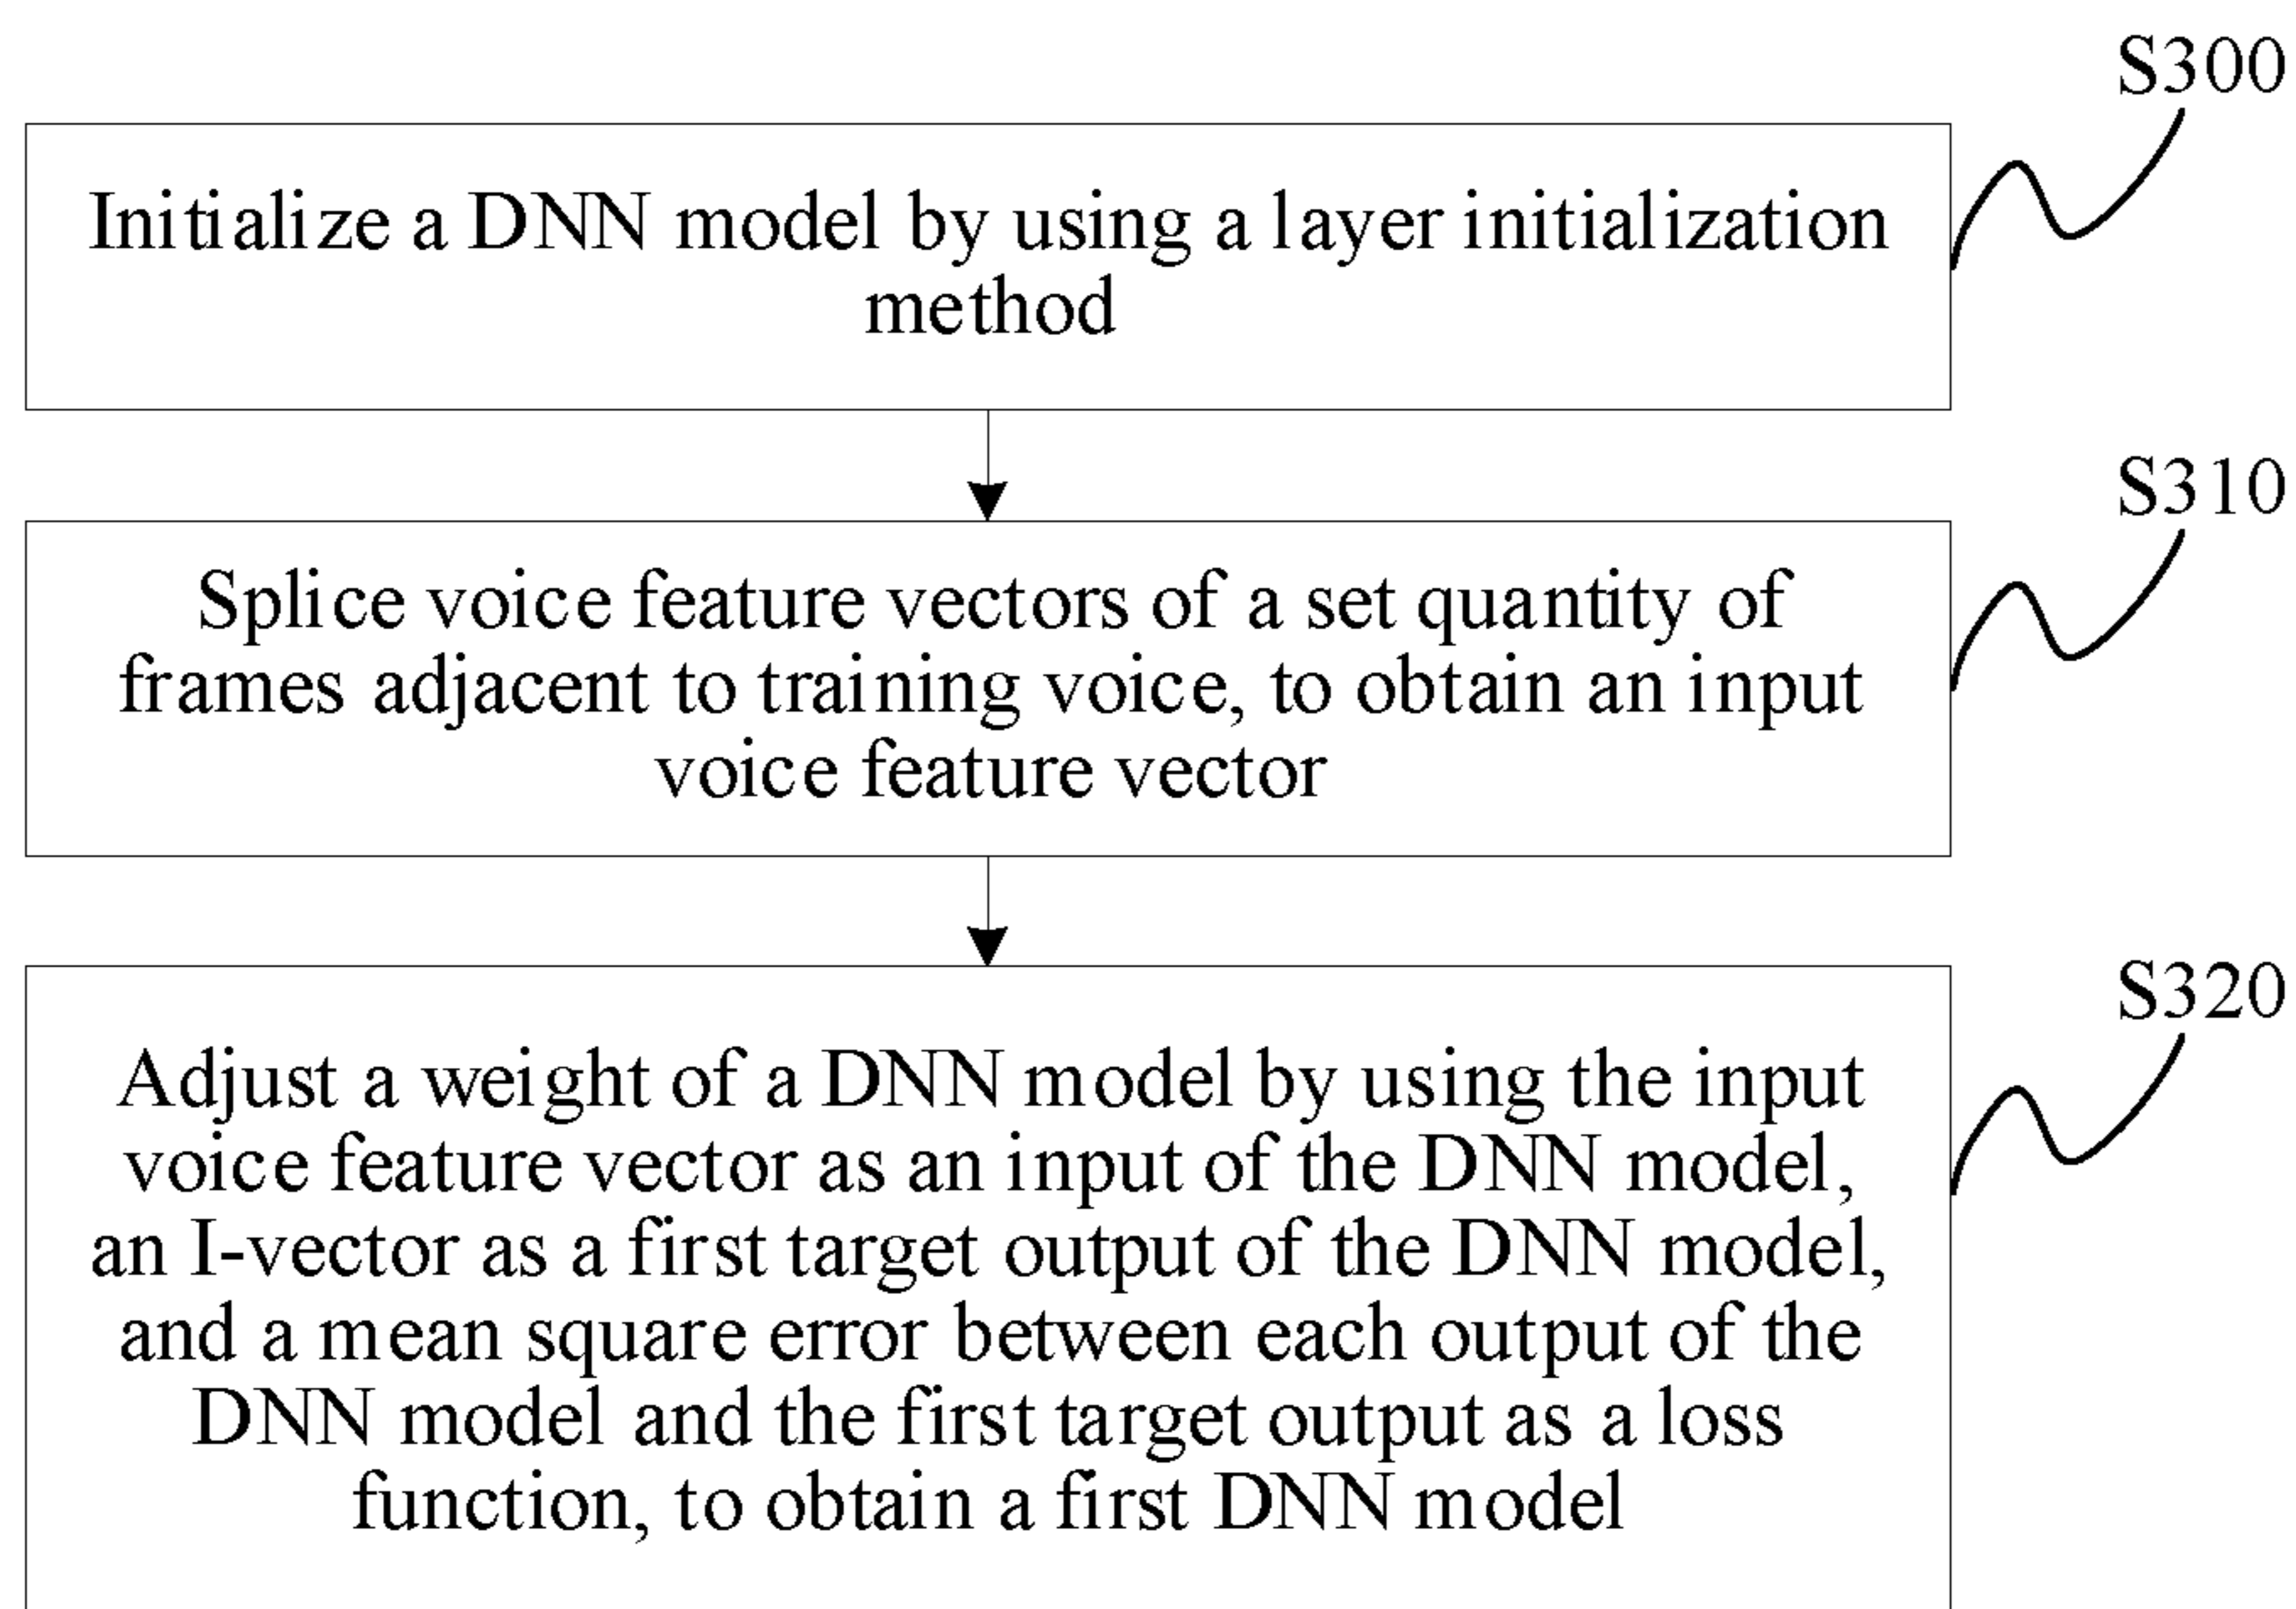 S300
Initialize a DNN model by using a layer initialization
method
S310
Splice voice feature vectors of a set quantity of
frames adjacent to training voice, to obtain an input
voice feature vector
S320
Adjust a weight of a DNN model by using the input
voice feature vector as an input of the DNN model,
an I-vector as a first target output of the DNN model,
and a mean square error between each output of the
DNN model and the first target output as a loss
function, to obtain a first DNN model